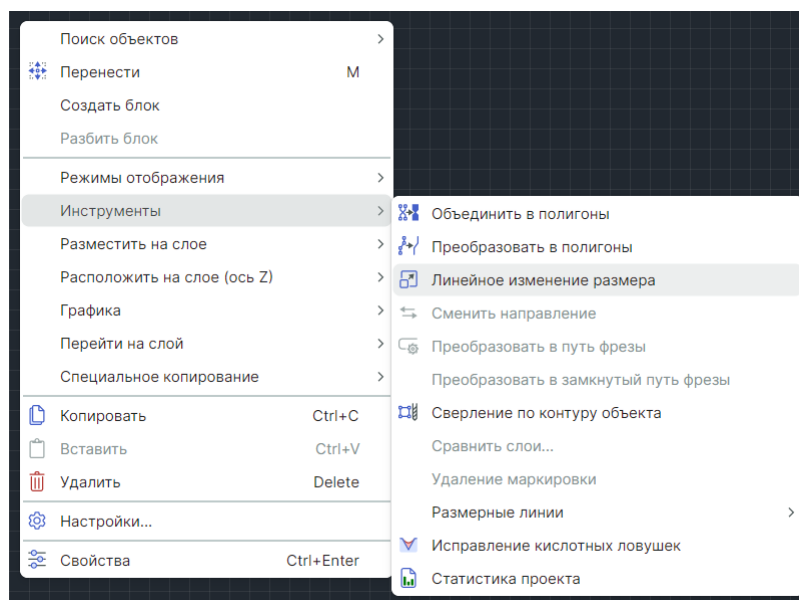 Поиск объектов
Перенести M
Создать блок
Разбить блок
Режимы отображения
Инструменты
Разместить на слое
Расположить на слое (ось Z)
Графика
Перейти на слой
Специальное копирование
Копировать Ctrl+C
Вставить Ctrl+V
Удалить Delete
Настройки...
Свойства Ctrl+Enter
Объединить в полигоны
Преобразовать в полигоны
Линейное изменение размера
Сменить направление
Преобразовать в путь фрезы
Преобразовать в замкнутый путь фрезы
Сверление по контуру объекта
Сравнить слои...
Удаление маркировки
Размерные линии
Исправление кислотных ловушек
Статистика проекта